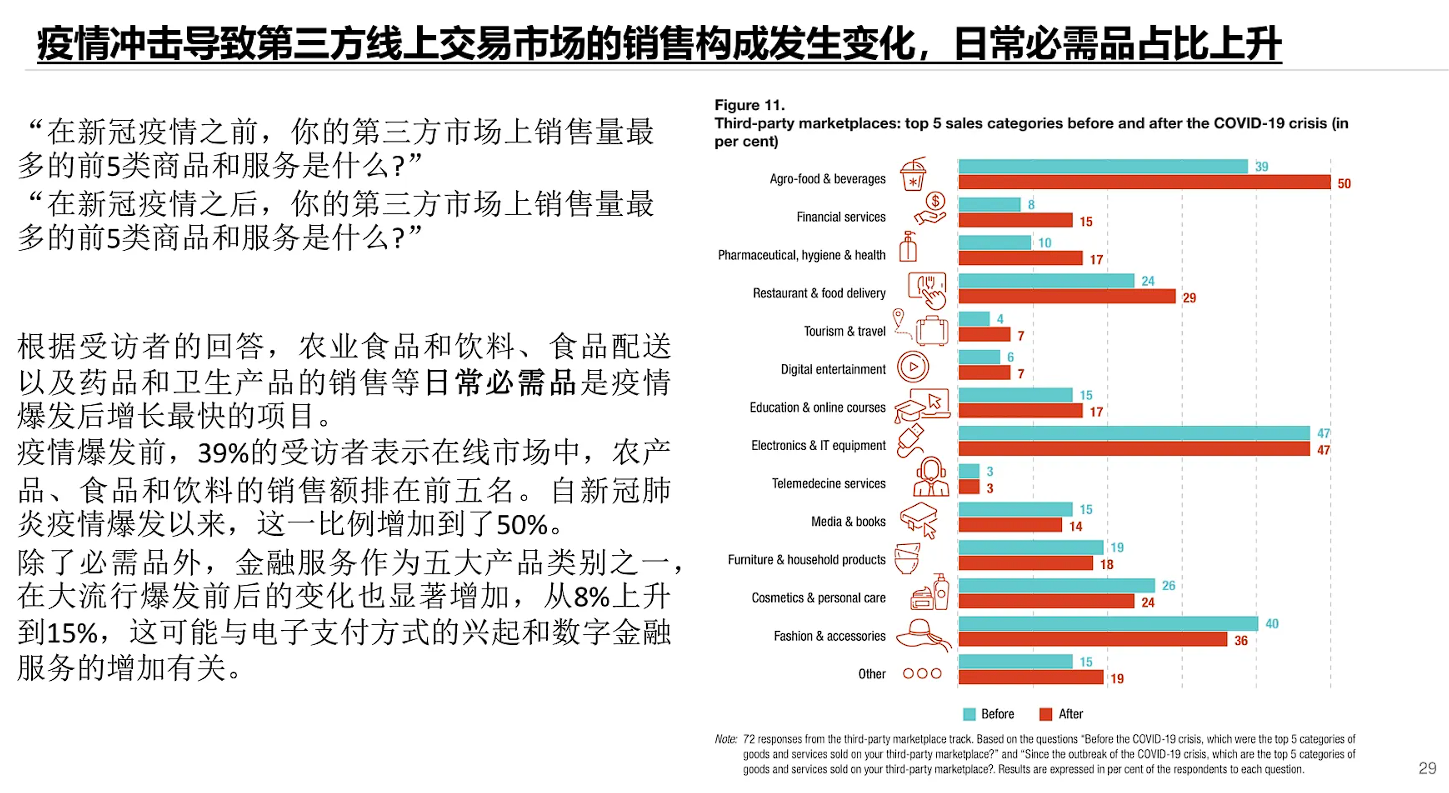 疫情冲击导致第三方线上交易市场的销售构成发生变化，日常必需品占比上升
“在新冠疫情之前，你的第三方市场上销售量最
多的前5类商品和服务是什么?”
“在新冠疫情之后，你的第三方市场上销售量最
多的前5类商品和服务是什么?”
根据受访者的回答，农业食品和饮料、食品配送
以及药品和卫生产品的销售等日常必需品是疫情
爆发后增长最快的项目。
疫情爆发前，39%的受访者表示在线市场中，农产
品、食品和饮料的销售额排在前五名。自新冠肺
炎疫情爆发以来，这一比例增加到了50%。
除了必需品外，金融服务作为五大产品类别之一，
在大流行爆发前后的变化也显著增加，从8%上升
到15%，这可能与电子支付方式的兴起和数字金融
服务的增加有关。
Figure 11.
Third-party marketplaces: top 5 sales categories before and after the COVID-19 crisis (in
per cent)
Agro-food & beverages
39
50
Financial services
$
8
15
Pharmaceutical, hygiene & health
10
17
Restaurant & food delivery
24
29
Tourism & travel
4
7
Digital entertainment
6
7
Education & online courses
15
17
Electronics & IT equipment
47
47
Telemedecine services
3
3
Media & books
15
14
Furniture & household products
19
18
Cosmetics & personal care
26
24
Fashion & accessories
40
36
Other
15
19
Before After
Note: 72 responses from the third-party marketplace track. Based on the questions “Before the COVID-19 crisis, which were the top 5 categories of
goods and services sold on your third-party marketplace?” and “Since the outbreak of the COVID-19 crisis, which are the top 5 categories of
goods and services sold on your third-party marketplace?. Results are expressed in per cent of the respondents to each question.
29